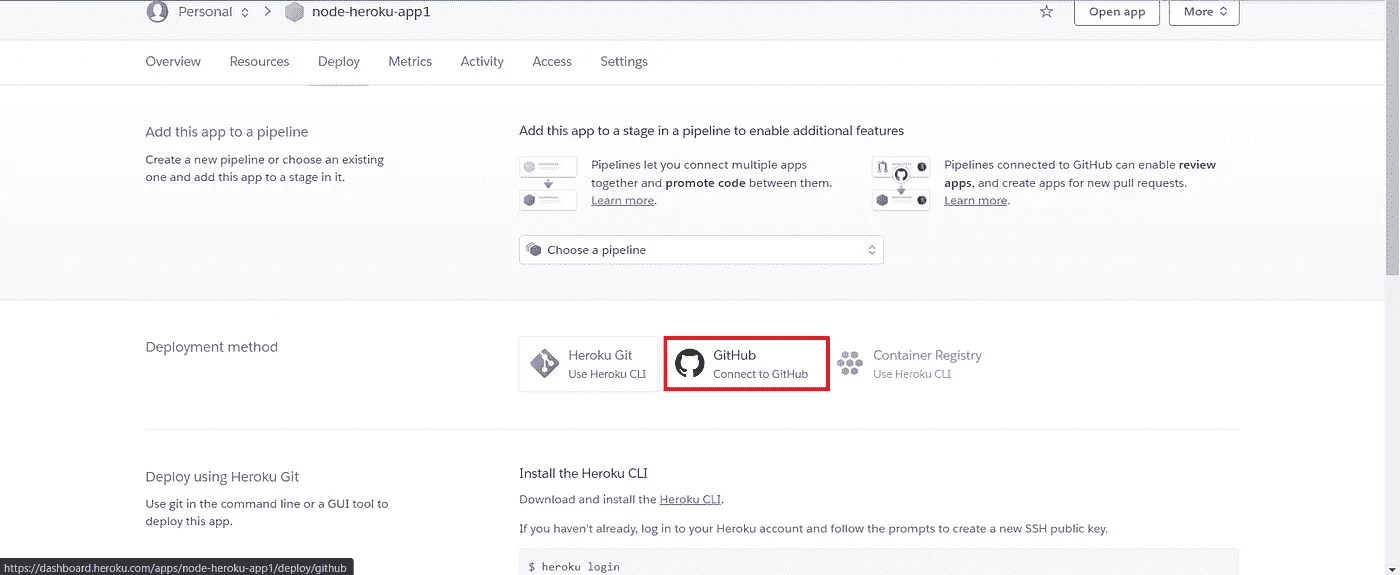 Personal > node-heroku-app1 Open app More
Overview Resources Deploy Metrics Activity Access Settings
Add this app to a pipeline
Create a new pipeline or choose an existing
one and add this app to a stage in it.
Add this app to a stage in a pipeline to enable additional features
Pipelines let you connect multiple apps
together and promote code between them.
Learn more.
Pipelines connected to GitHub can enable review
apps, and create apps for new pull requests.
Learn more.
Choose a pipeline
Deployment method
Heroku Git
Use Heroku CLI
GitHub
Connect to GitHub
Container Registry
Use Heroku CLI
Deploy using Heroku Git
Use git in the command line or a GUI tool to
deploy this app.
Install the Heroku CLI
Download and install the Heroku CLI.
If you haven't already, log in to your Heroku account and follow the prompts to create a new SSH public key.
$ heroku login
https://dashboard.heroku.com/apps/node-heroku-app1/deploy/github